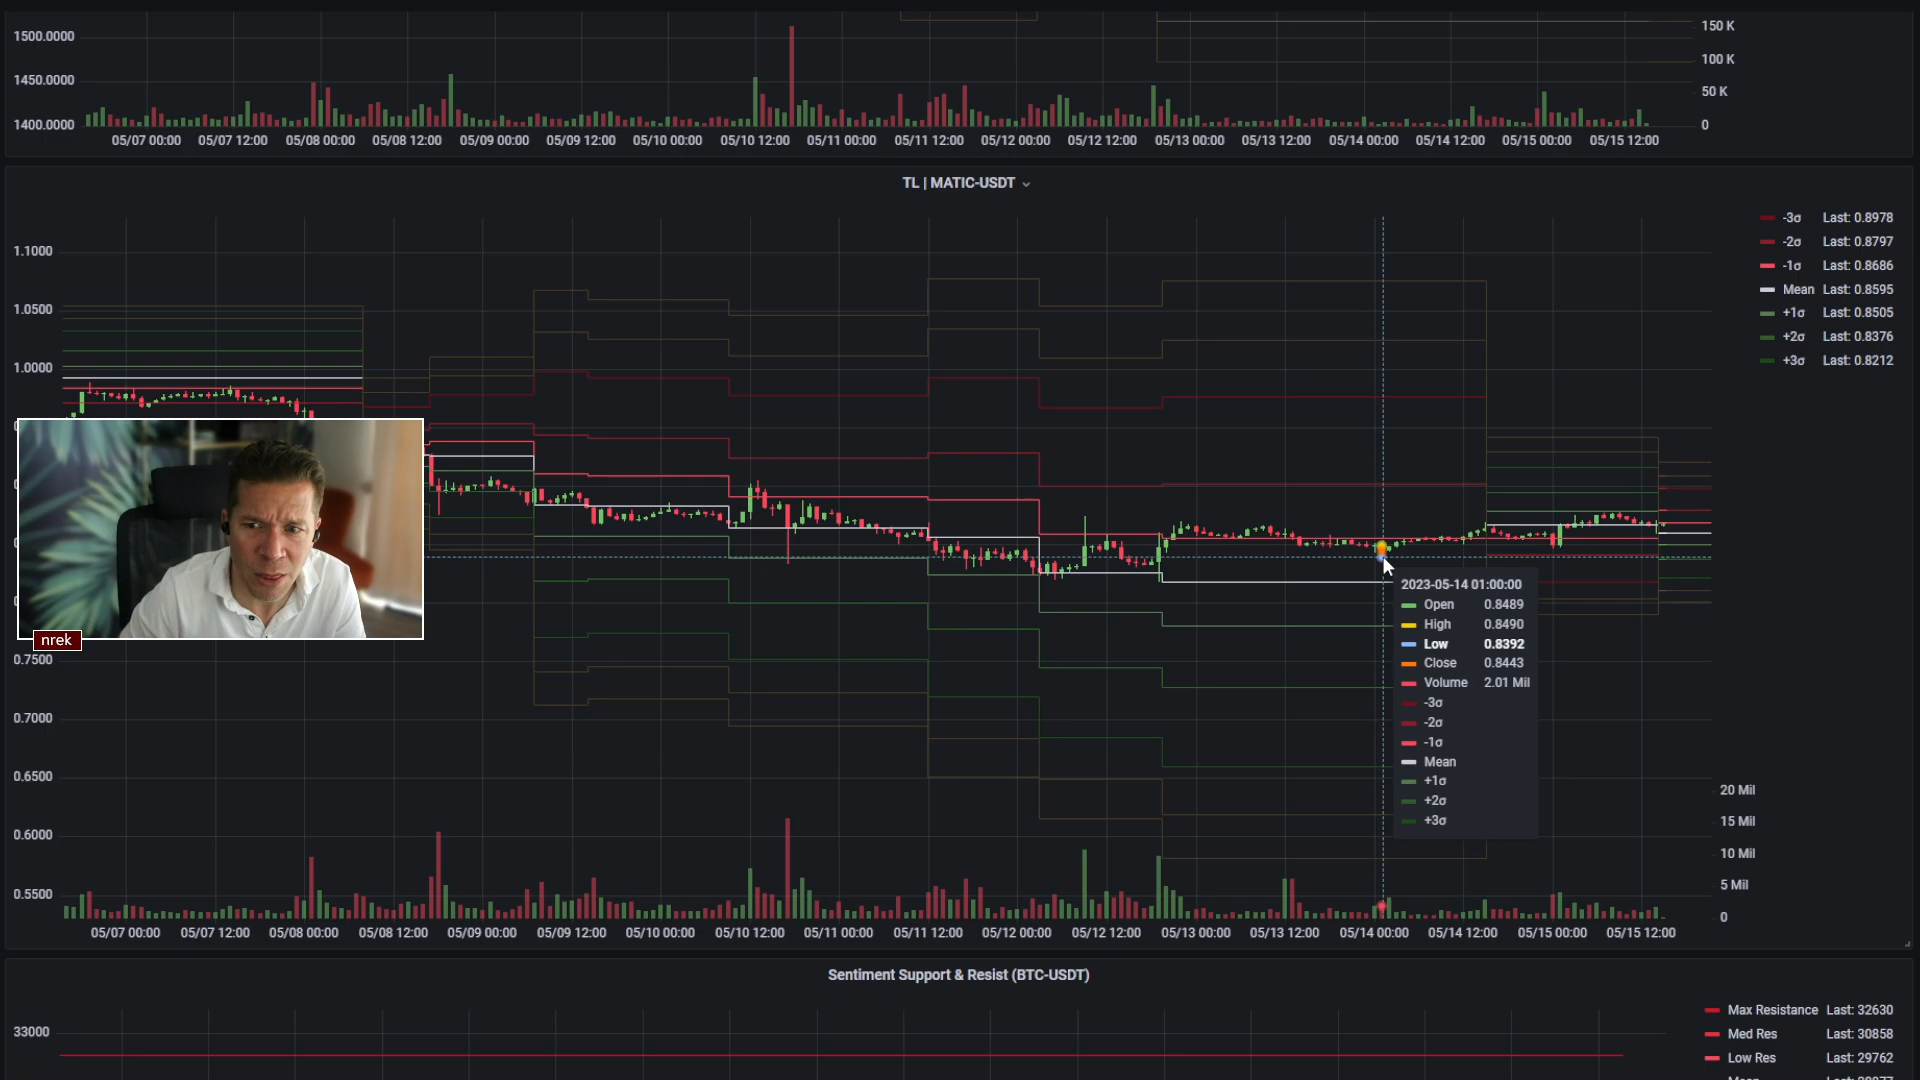 1500.0000
1450.0000
1400.0000
150 K
100 K
50 K
0
05/07 00:00 05/07 12:00 05/08 00:00 05/08 12:00 05/09 00:00 05/09 12:00 05/10 00:00 05/10 12:00 05/11 00:00 05/11 12:00 05/12 00:00 05/12 12:00 05/13 00:00 05/13 12:00 05/14 00:00 05/14 12:00 05/15 00:00 05/15 12:00
TL | MATIC-USDT
-3σ Last: 0.8978
-2σ Last: 0.8797
-1σ Last: 0.8686
Mean Last: 0.8595
+1σ Last: 0.8505
+2σ Last: 0.8376
+3σ Last: 0.8212
1.1000
1.0500
1.0000
0.7500
0.7000
0.6500
0.6000
0.5500
nrek
2023-05-14 01:00:00
Open 0.8489
High 0.8490
Low 0.8392
Close 0.8443
Volume 2.01 Mil
-3σ
-2σ
-1σ
Mean
+1σ
+2σ
+3σ
20 Mil
15 Mil
10 Mil
5 Mil
0
05/07 00:00 05/07 12:00 05/08 00:00 05/08 12:00 05/09 00:00 05/09 12:00 05/10 00:00 05/10 12:00 05/11 00:00 05/11 12:00 05/12 00:00 05/12 12:00 05/13 00:00 05/13 12:00 05/14 00:00 05/14 12:00 05/15 00:00 05/15 12:00
Sentiment Support & Resist (BTC-USDT)
33000
Max Resistance Last: 32630
Med Res Last: 30858
Low Res Last: 29762